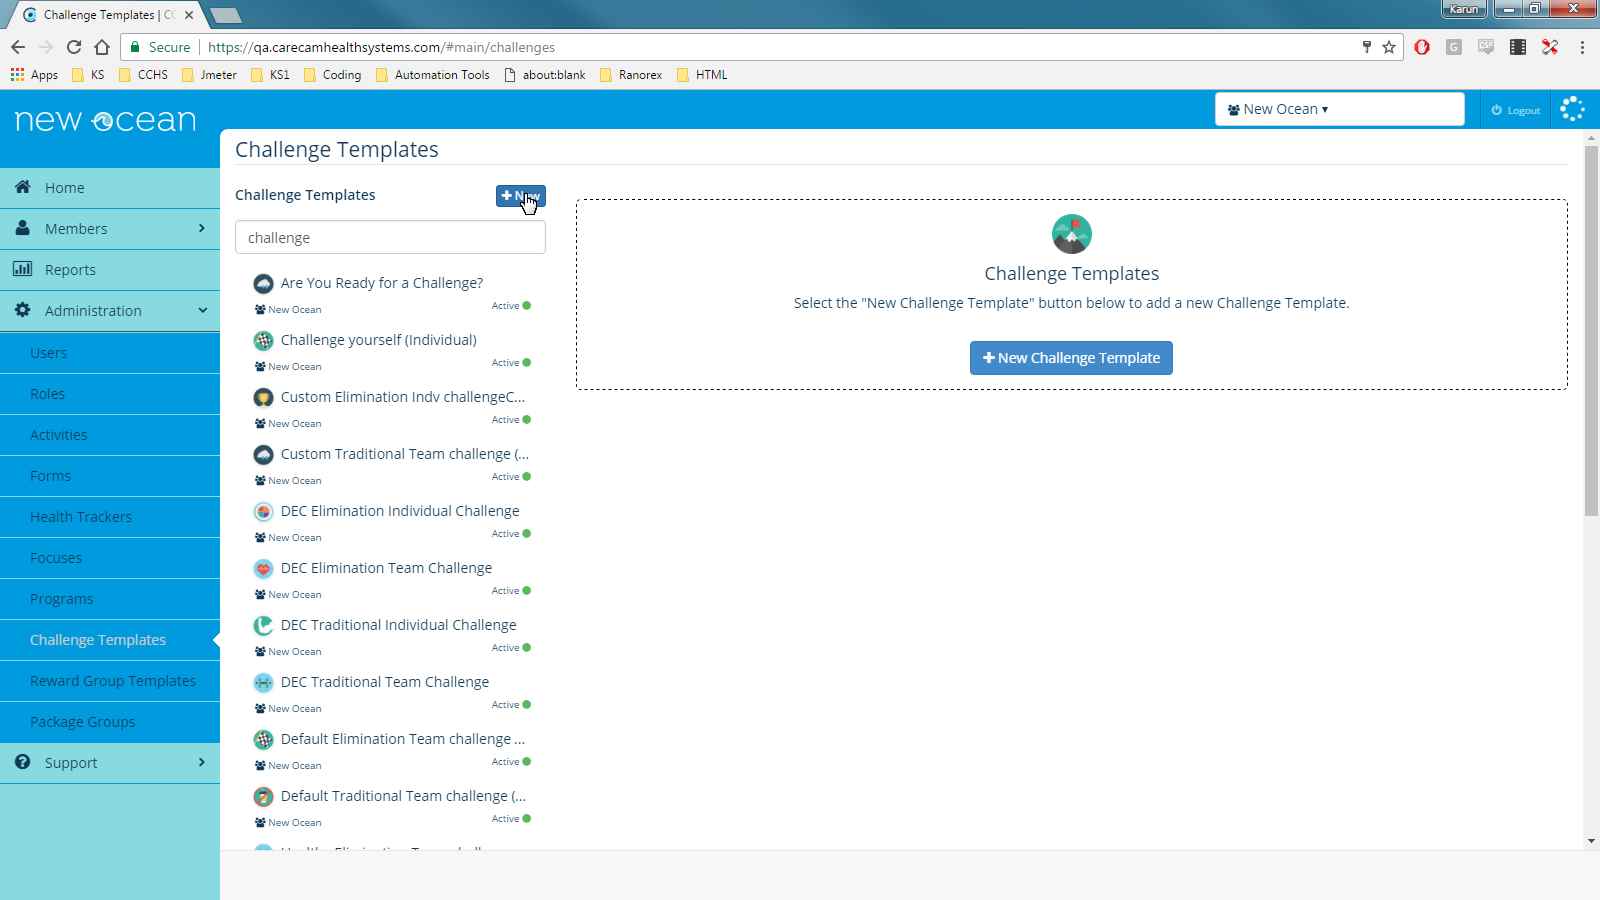 Challenge Templates | C
Karun
Secure https://qa.carecamhealthsystems.com/#main/challenges
Apps KS CCHS Jmeter KS1 Coding Automation Tools about:blank Ranorex HTML
new ocean
New Ocean ▾
Logout
Challenge Templates
Home
Members
Reports
Administration
Users
Roles
Activities
Forms
Health Trackers
Focuses
Programs
Challenge Templates
Reward Group Templates
Package Groups
Support
Challenge Templates
+ New
challenge
Are You Ready for a Challenge?
New Ocean Active
Challenge yourself (Individual)
New Ocean Active
Custom Elimination Indv challengeC...
New Ocean Active
Custom Traditional Team challenge (...
New Ocean Active
DEC Elimination Individual Challenge
New Ocean Active
DEC Elimination Team Challenge
New Ocean Active
DEC Traditional Individual Challenge
New Ocean Active
DEC Traditional Team Challenge
New Ocean Active
Default Elimination Team challenge ...
New Ocean Active
Default Traditional Team challenge (...
New Ocean Active
Challenge Templates
Select the "New Challenge Template" button below to add a new Challenge Template.
+ New Challenge Template